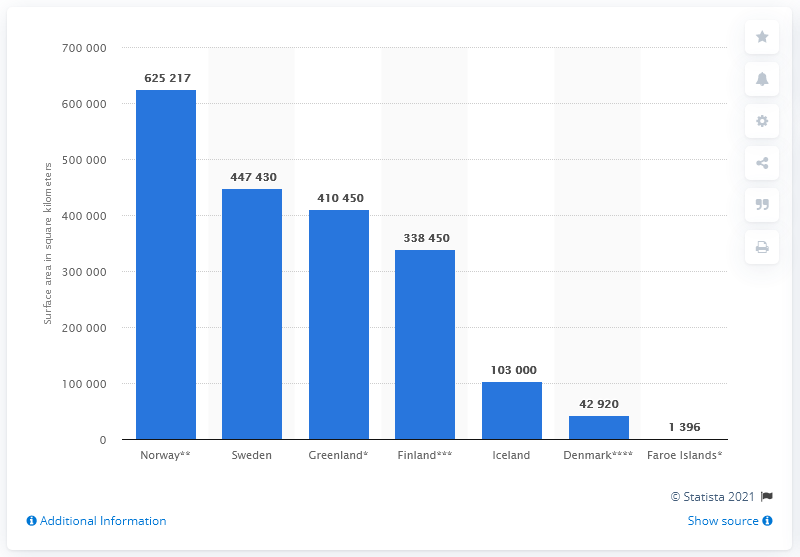 Surface area in square kilometers
700 000
600 000
500 000
400 000
300 000
200 000
100 000
0
625 217
447 430
410 450
338 450
103 000
42 920
1 396
Norway**
Sweden
Greenland*
Finland***
Iceland
Denmark****
Faroe Islands*
© Statista 2021
Additional Information
Show source